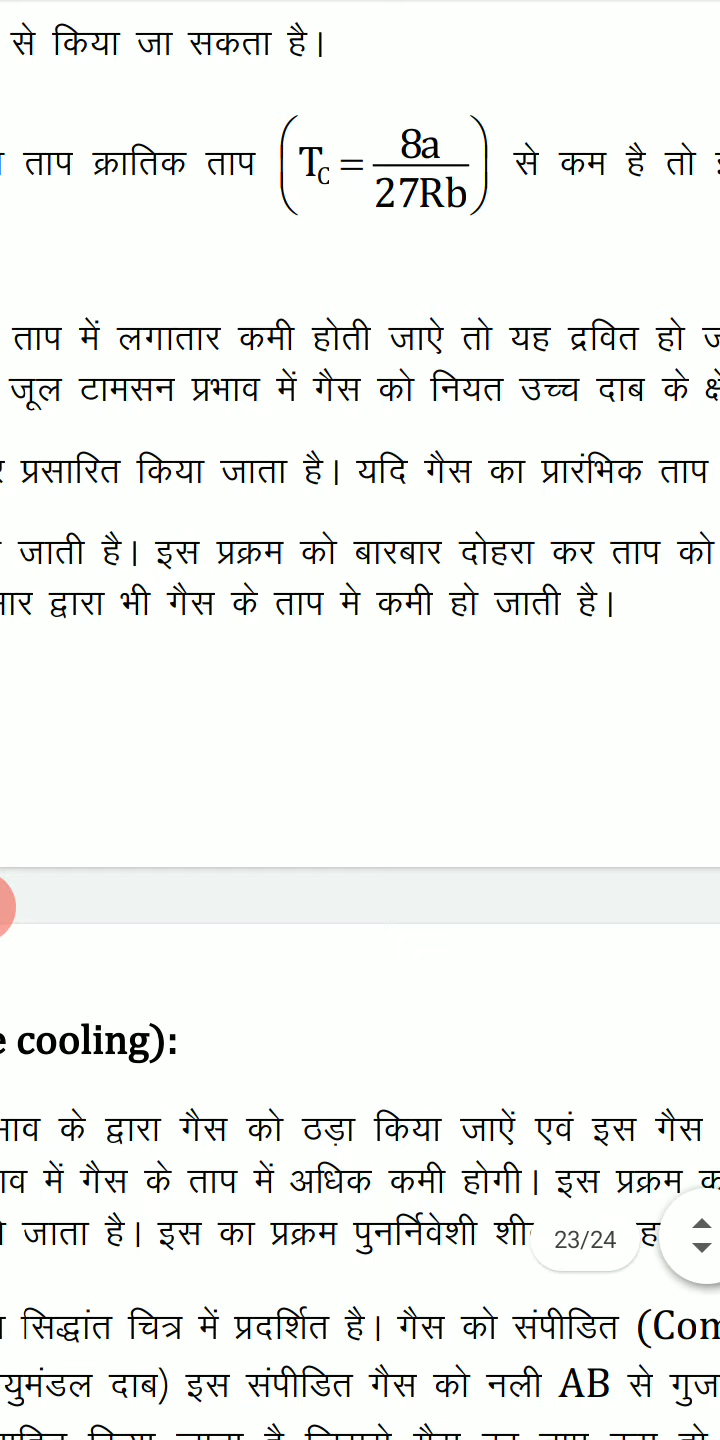 से किया जा सकता है।
ताप क्रातिक ताप (T_C = 8a/27Rb) से कम है तो
ताप में लगातार कमी होती जाऐ तो यह द्रवित हो
जूल टामसन प्रभाव में गैस को नियत उच्च दाब के
प्रसारित किया जाता है। यदि गैस का प्रारंभिक ताप
जाती है। इस प्रक्रम को बारबार दोहरा कर ताप को
द्वारा भी गैस के ताप मे कमी हो जाती है।
e cooling):
के द्वारा गैस को ठड़ा किया जाऐं एवं इस गैस
में गैस के ताप में अधिक कमी होगी। इस प्रक्रम
जाता है। इस का प्रक्रम पुनर्निवेशी
23/24
सिद्धांत चित्र में प्रदर्शित है। गैस को संपीडित (Com
युमंडल दाब) इस संपीडित गैस को नली AB से गुज